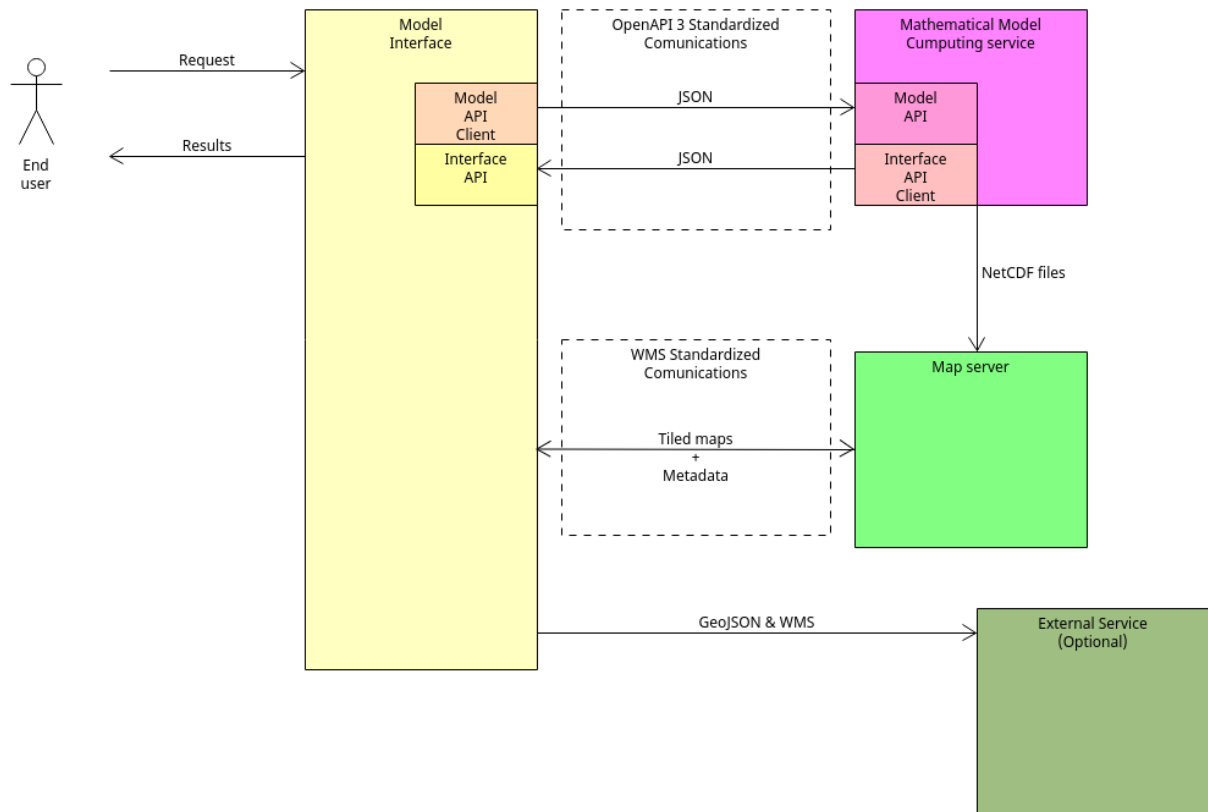 Model
Interface
OpenAPI 3 Standardized
Comunications
Mathematical Model
Cumputing service
Request
Model
API
Client
JSON
Model
API
Results
Interface
API
JSON
Interface
API
Client
End
user
NetCDF files
WMS Standardized
Comunications
Map server
Tiled maps
+
Metadata
GeoJSON & WMS
External Service
(Optional)